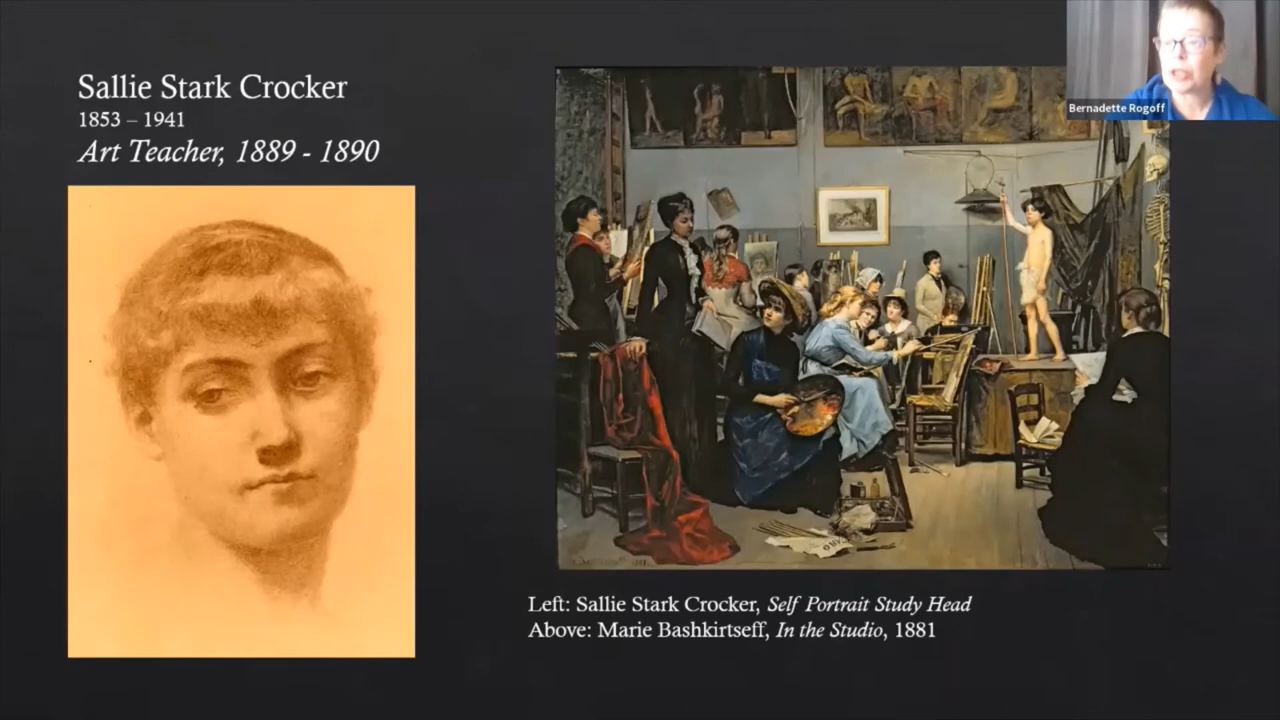 Sallie Stark Crocker
1853 – 1941
Art Teacher, 1889 - 1890
Bernadette Rogoff
Left: Sallie Stark Crocker, Self Portrait Study Head
Above: Marie Bashkirtseff, In the Studio, 1881